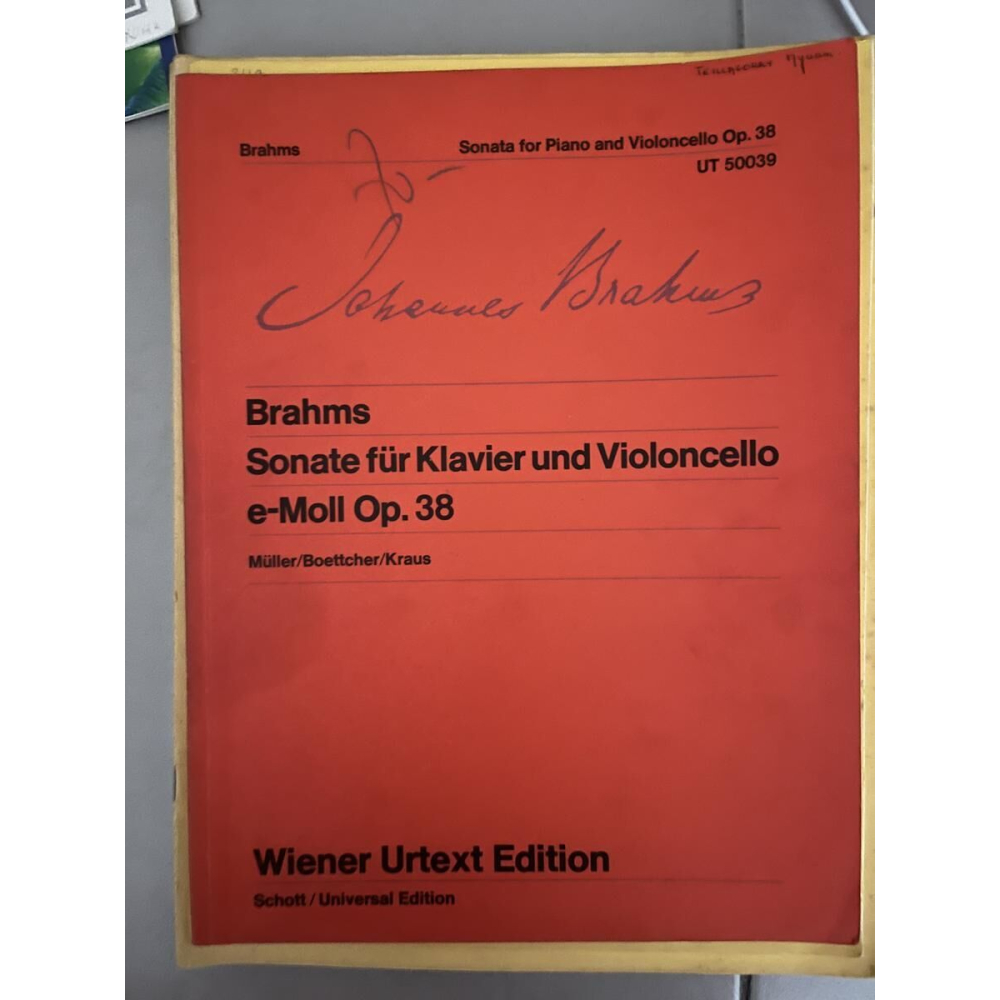 Brahms
Sonata for Piano and Violoncello Op. 38
UT 50039
Johannes Brahms
Brahms
Sonate für Klavier und Violoncello
e-Moll Op. 38
Müller/Boettcher/Kraus
Wiener Urtext Edition
Schott / Universal Edition